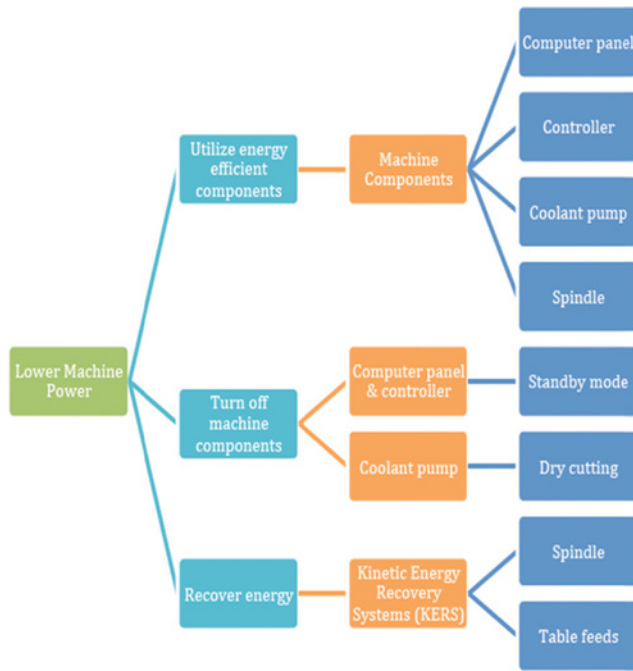 Computer panel
Controller
Utilize energy
efficient
components
Machine
Components
Coolant pump
Spindle
Lower Machine
Power
Computer panel
& controller
Standby mode
Turn off
machine
components
Coolant pump
Dry cutting
Spindle
Recover energy
Kinetic Energy
Recovery
Systems (KERS)
Table feeds